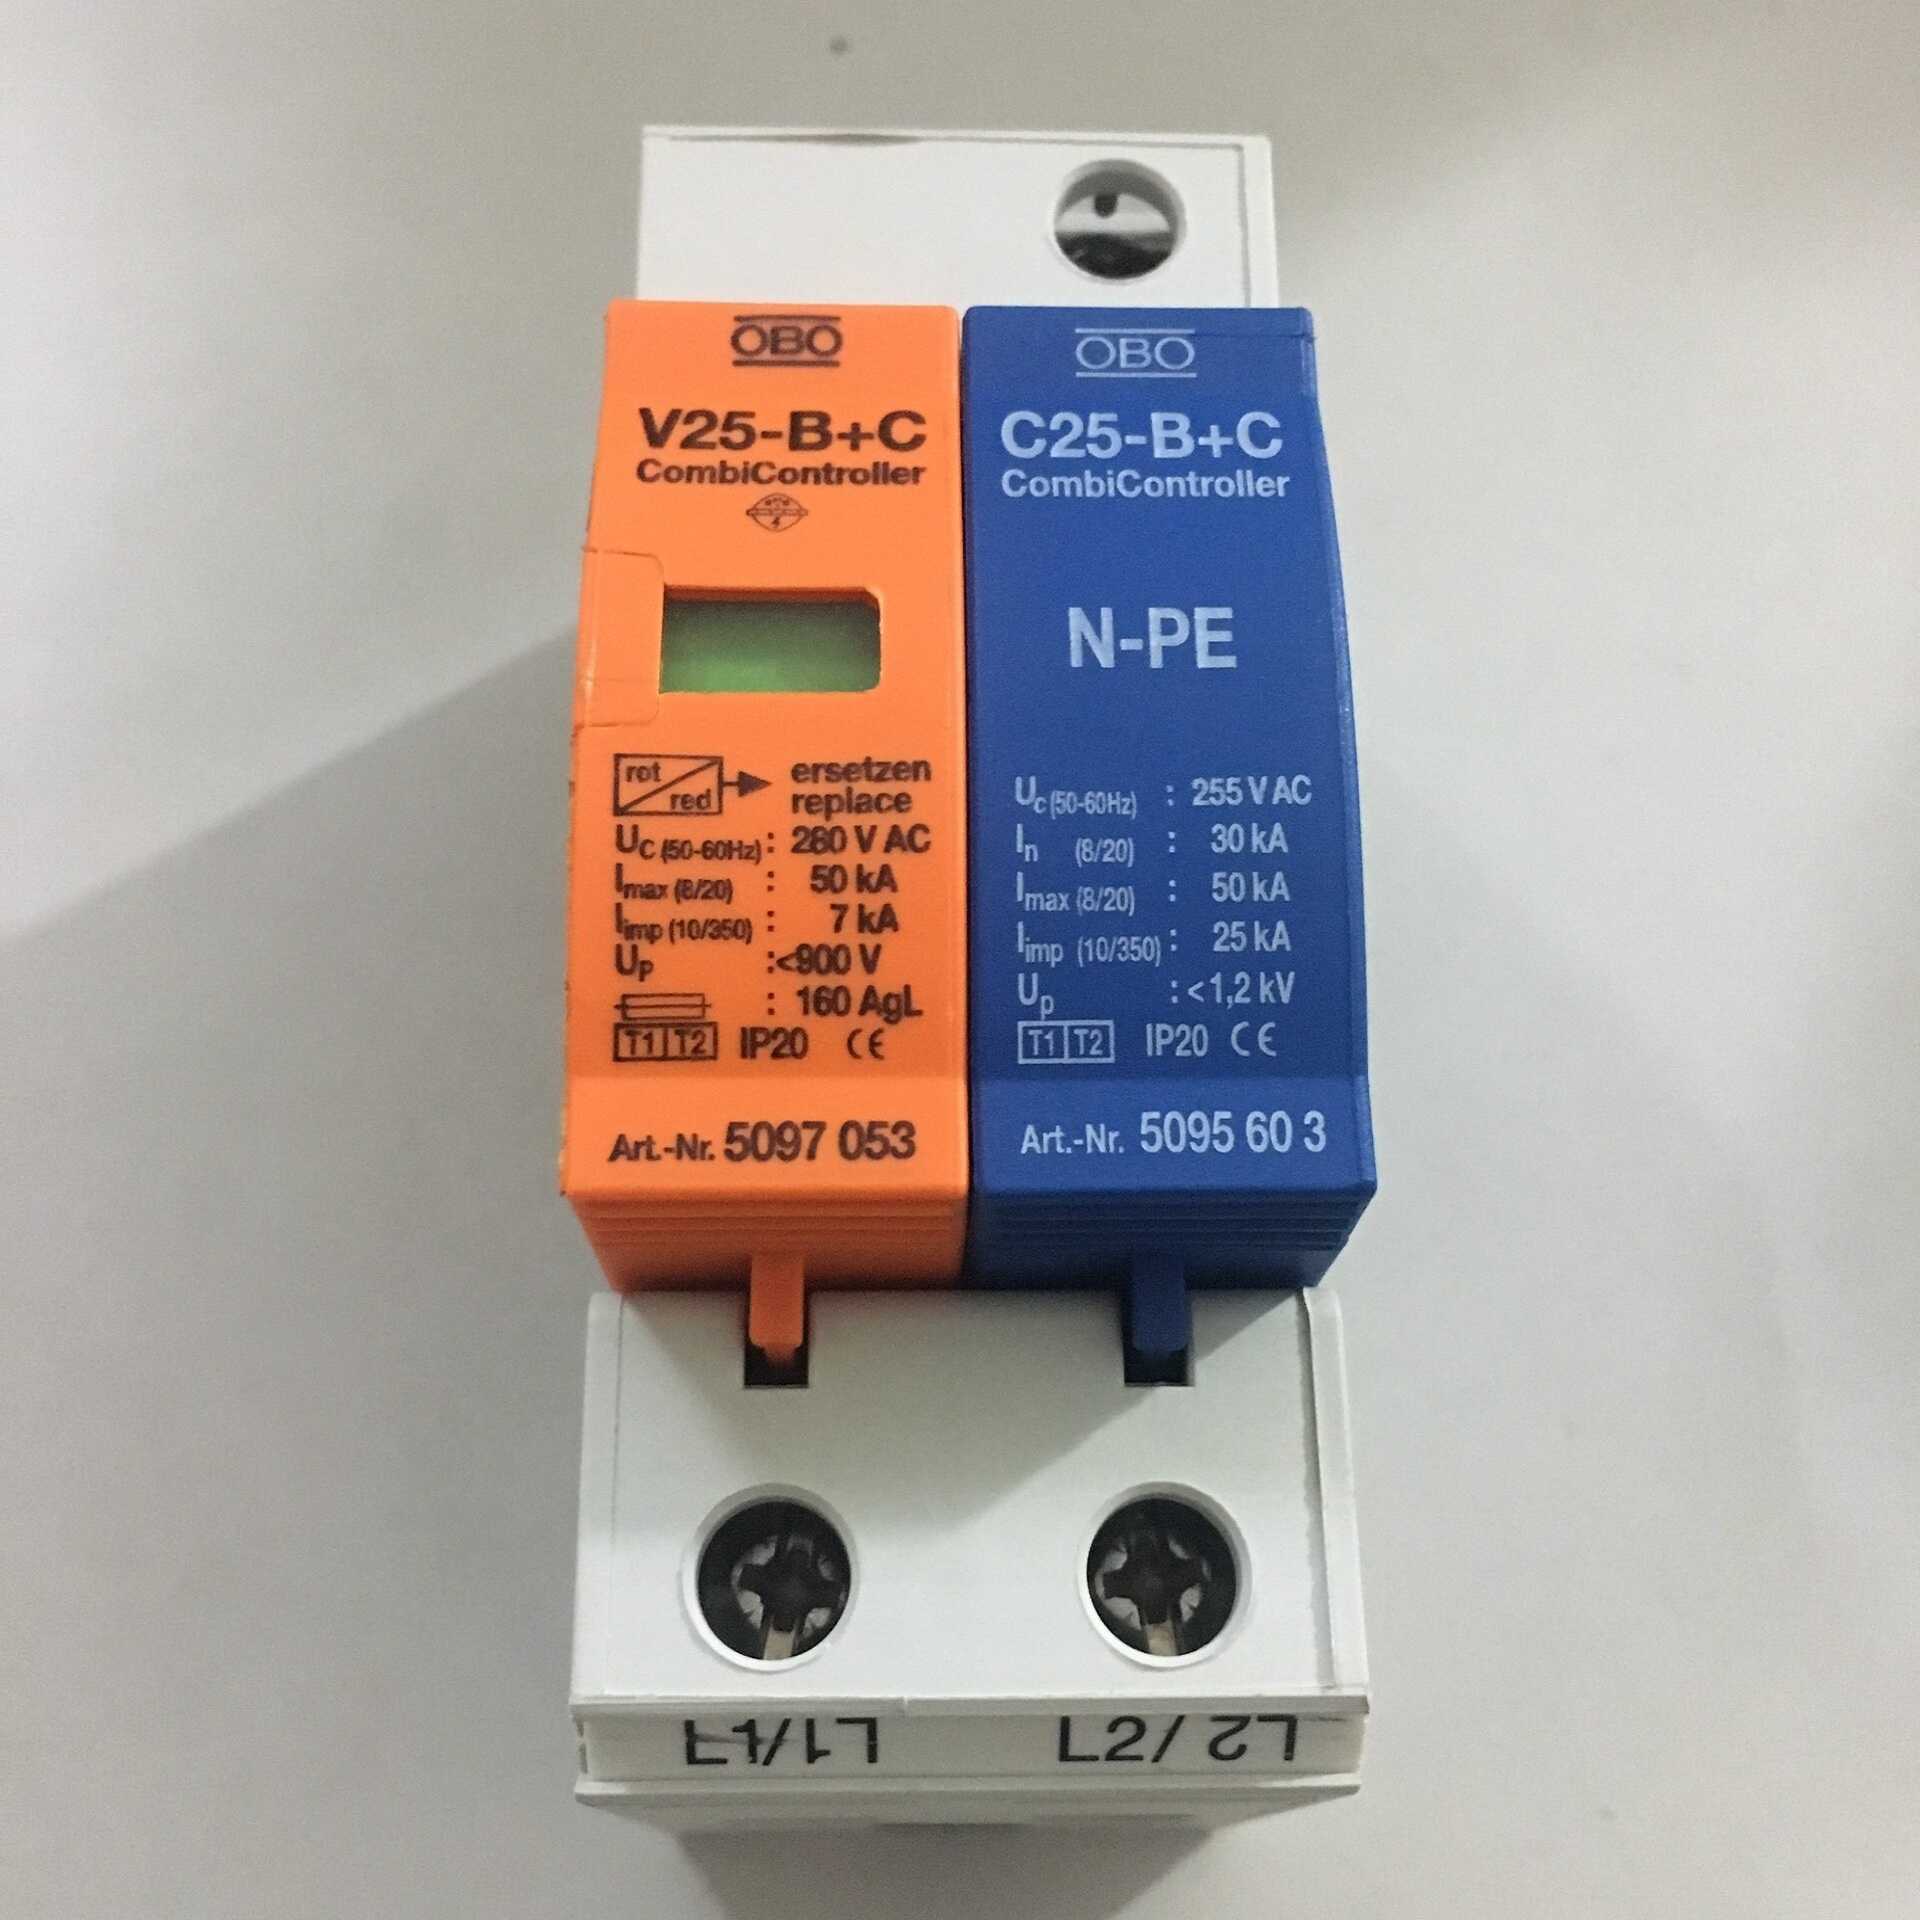 OBO
V25-B+C
CombiController
rot
red
ersetzen
replace
Uc (50-60Hz) : 280 V AC
Imax (8/20) : 50 kA
Iimp (10/350) : 7 kA
Up :<900 V
: 160 AgL
T1 T2 IP20 CE
Art.-Nr. 5097 053
OBO
C25-B+C
CombiController
N-PE
Uc (50-60Hz) : 255 V AC
In (8/20) : 30 kA
Imax (8/20) : 50 kA
Iimp (10/350) : 25 kA
Up :<1,2 kV
T1 T2 IP20 CE
Art.-Nr. 5095 60 3
L1/L1
L2/L2